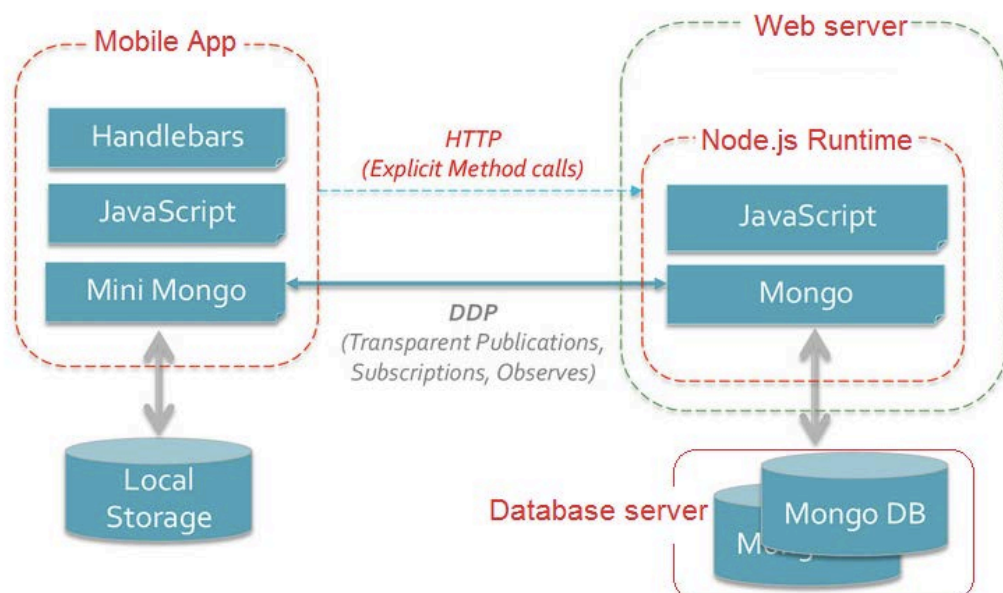 Mobile App
Handlebars
JavaScript
Mini Mongo
Local
Storage
HTTP
(Explicit Method calls)
DDP
(Transparent Publications,
Subscriptions, Observes)
Web server
Node.js Runtime
JavaScript
Mongo
Database server
Mongo DB